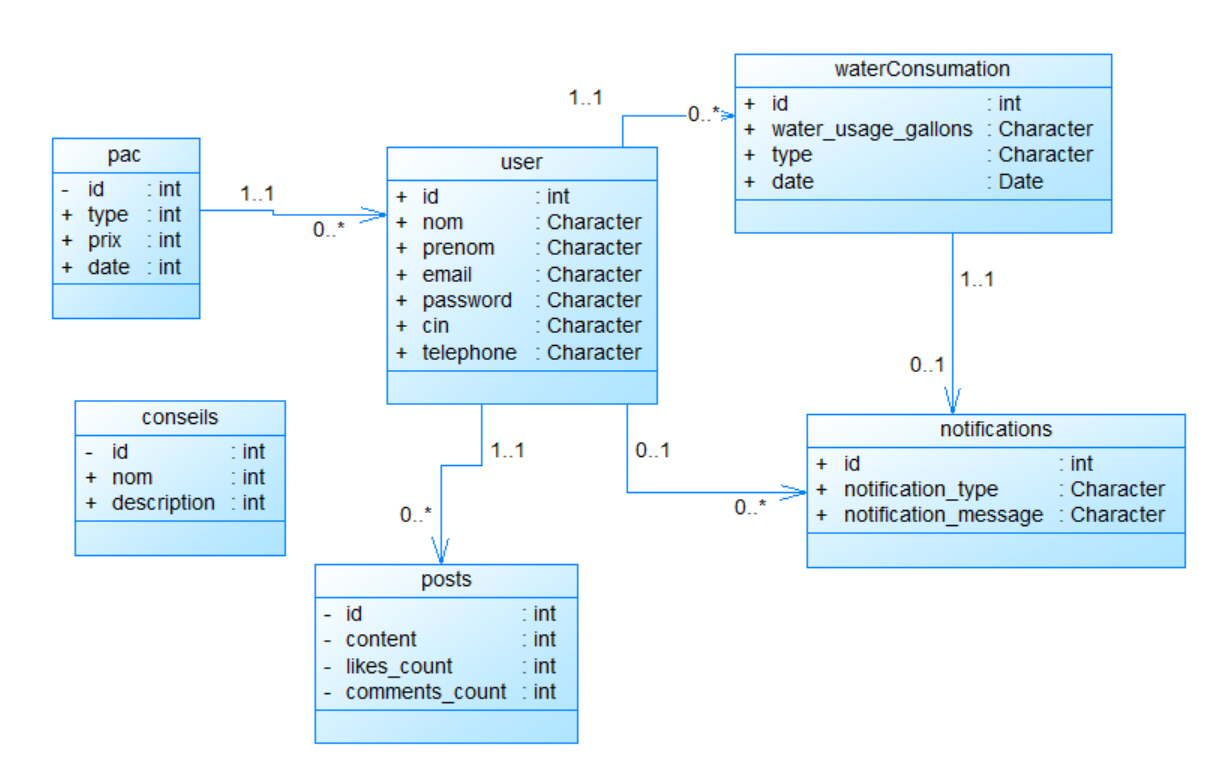 pac
- id : int
+ type : int
+ prix : int
+ date : int
1..1
0..*
user
+ id : int
+ nom : Character
+ prenom : Character
+ email : Character
+ password : Character
+ cin : Character
+ telephone : Character
1..1
0..*
waterConsumation
+ id : int
+ water_usage_gallons : Character
+ type : Character
+ date : Date
1..1
0..1
conseils
- id : int
+ nom : int
+ description : int
1..1
0..*
0..1
0..*
notifications
+ id : int
+ notification_type : Character
+ notification_message : Character
posts
- id : int
- content : int
- likes_count : int
- comments_count : int